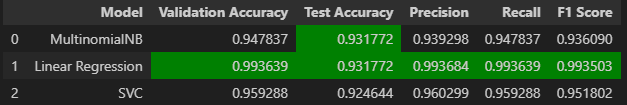 Model Validation Accuracy Test Accuracy Precision Recall F1 Score
0 MultinomialNB 0.947837 0.931772 0.939298 0.947837 0.936090
1 Linear Regression 0.993639 0.931772 0.993684 0.993639 0.993503
2 SVC 0.959288 0.924644 0.960299 0.959288 0.951802